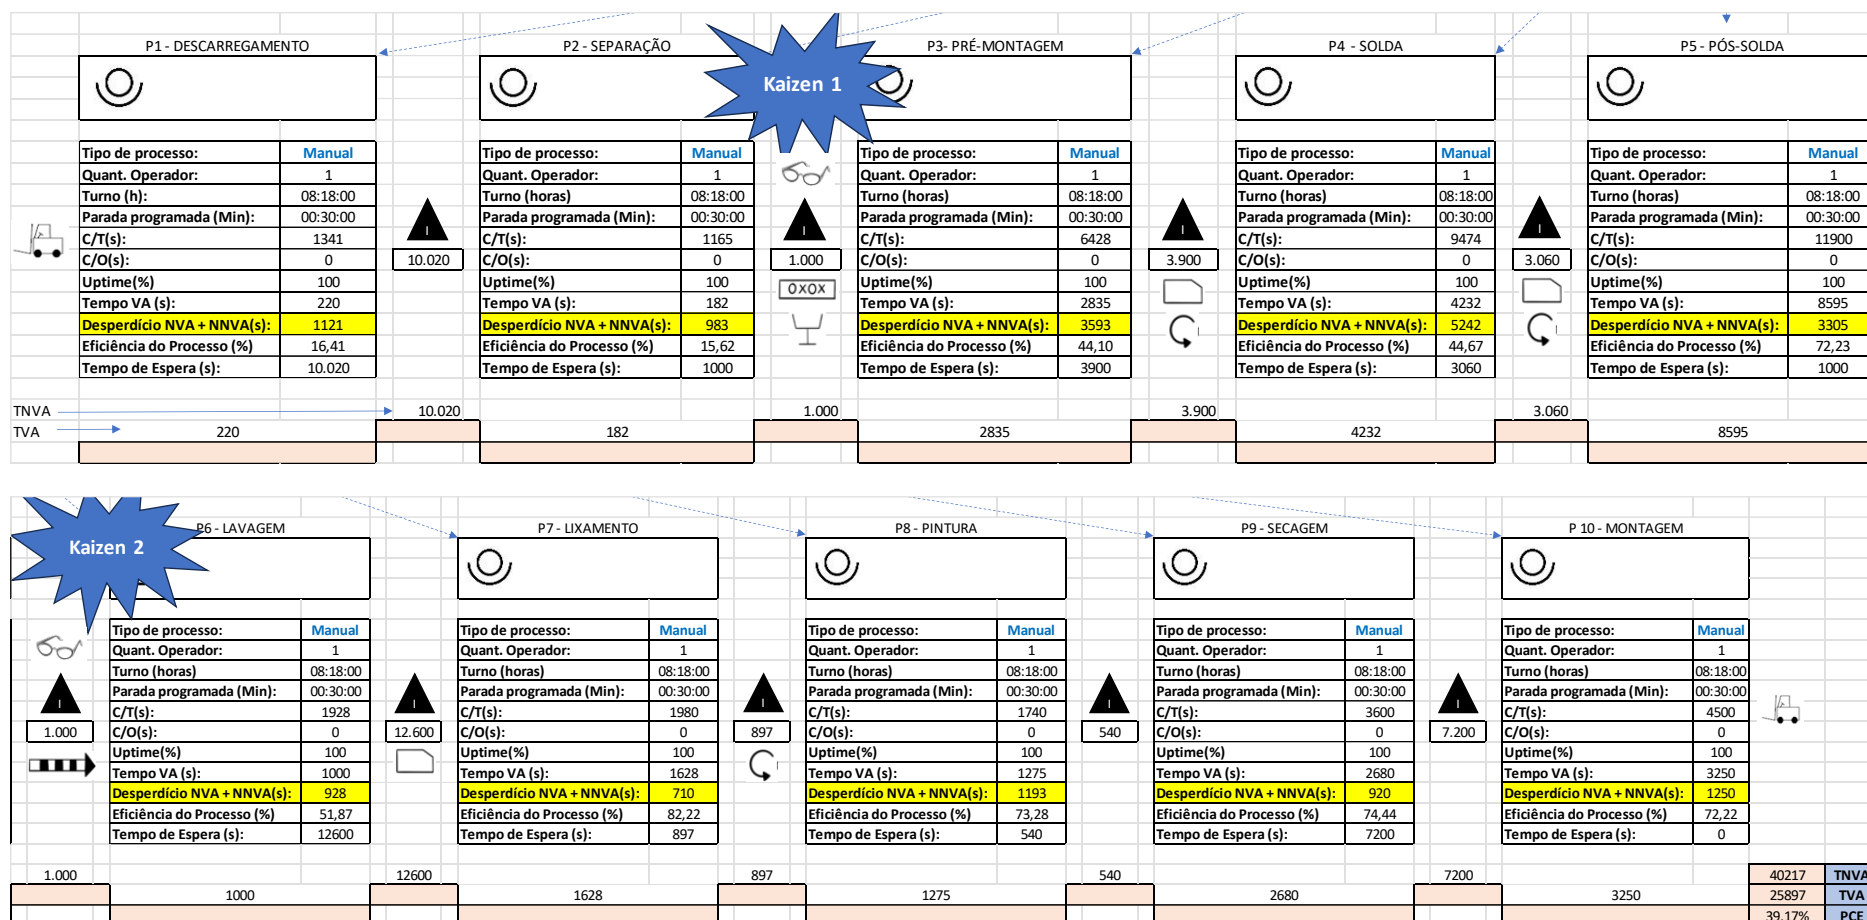 P1 - DESCARREGAMENTO P2 - SEPARAÇÃO P3- PRÉ-MONTAGEM P4 - SOLDA P5 - PÓS-SOLDA
Kaizen 1
Tipo de processo: Manual Tipo de processo: Manual Tipo de processo: Manual Tipo de processo: Manual Tipo de processo: Manual
Quant. Operador: 1 Quant. Operador: 1 Quant. Operador: 1 Quant. Operador: 1 Quant. Operador: 1
Turno (h): 08:18:00 Turno (horas) 08:18:00 Turno (horas) 08:18:00 Turno (horas) 08:18:00 Turno (horas) 08:18:00
Parada programada (Min): 00:30:00 Parada programada (Min): 00:30:00 Parada programada (Min): 00:30:00 Parada programada (Min): 00:30:00 Parada programada (Min): 00:30:00
I I I I
C/T(s): 1341 C/T(s): 1165 C/T(s): 6428 C/T(s): 9474 C/T(s): 11900
C/O(s): 0 10.020 C/O(s): 0 1.000 C/O(s): 0 3.900 C/O(s): 0 3.060 C/O(s): 0
Uptime(%) 100 Uptime(%) 100 Uptime(%) 100 Uptime(%) 100 Uptime(%) 100
Tempo VA (s): 220 Tempo VA (s): 182 OXOX Tempo VA (s): 2835 Tempo VA (s): 4232 Tempo VA (s): 8595
Desperdício NVA + NNVA(s): 1121 Desperdício NVA + NNVA(s): 983 Desperdício NVA + NNVA(s): 3593 Desperdício NVA + NNVA(s): 5242 Desperdício NVA + NNVA(s): 3305
Eficiência do Processo (%) 16,41 Eficiência do Processo (%) 15,62 Eficiência do Processo (%) 44,10 Eficiência do Processo (%) 44,67 Eficiência do Processo (%) 72,23
Tempo de Espera (s): 10.020 Tempo de Espera (s): 1000 Tempo de Espera (s): 3900 Tempo de Espera (s): 3060 Tempo de Espera (s): 1000
TNVA 10.020 1.000 3.900 3.060
TVA 220 182 2835 4232 8595
P6 - LAVAGEM P7 - LIXAMENTO P8 - PINTURA P9 - SECAGEM P 10 - MONTAGEM
Kaizen 2
Tipo de processo: Manual Tipo de processo: Manual Tipo de processo: Manual Tipo de processo: Manual Tipo de processo: Manual
Quant. Operador: 1 Quant. Operador: 1 Quant. Operador: 1 Quant. Operador: 1 Quant. Operador: 1
Turno (horas) 08:18:00 Turno (horas) 08:18:00 Turno (horas) 08:18:00 Turno (horas) 08:18:00 Turno (horas) 08:18:00
Parada programada (Min): 00:30:00 Parada programada (Min): 00:30:00 Parada programada (Min): 00:30:00 Parada programada (Min): 00:30:00 Parada programada (Min): 00:30:00
I I I I I
C/T(s): 1928 C/T(s): 1980 C/T(s): 1740 C/T(s): 3600 C/T(s): 4500
1.000 C/O(s): 0 12.600 C/O(s): 0 897 C/O(s): 0 540 C/O(s): 0 7.200 C/O(s): 0
Uptime(%) 100 Uptime(%) 100 Uptime(%) 100 Uptime(%) 100 Uptime(%) 100
Tempo VA (s): 1000 Tempo VA (s): 1628 Tempo VA (s): 1275 Tempo VA (s): 2680 Tempo VA (s): 3250
Desperdício NVA + NNVA(s): 928 Desperdício NVA + NNVA(s): 710 Desperdício NVA + NNVA(s): 1193 Desperdício NVA + NNVA(s): 920 Desperdício NVA + NNVA(s): 1250
Eficiência do Processo (%) 51,87 Eficiência do Processo (%) 82,22 Eficiência do Processo (%) 73,28 Eficiência do Processo (%) 74,44 Eficiência do Processo (%) 72,22
Tempo de Espera (s): 12600 Tempo de Espera (s): 897 Tempo de Espera (s): 540 Tempo de Espera (s): 7200 Tempo de Espera (s): 0
1.000 12600 897 540 7200 40217 TNVA
1000 1628 1275 2680 3250 25897 TVA
39,17% PCE